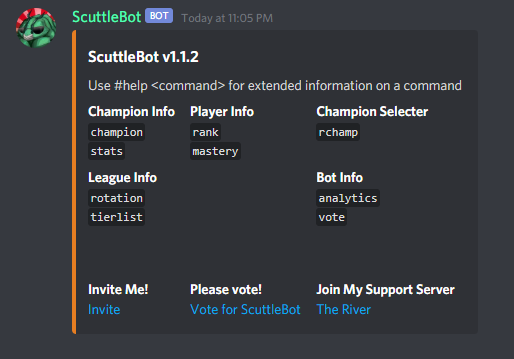 ScuttleBot BOT Today at 11:05 PM
ScuttleBot v1.1.2
Use #help <command> for extended information on a command
Champion Info Player Info Champion Selecter
champion rank rchamp
stats mastery
League Info Bot Info
rotation analytics
tierlist vote
Invite Me! Please vote! Join My Support Server
Invite Vote for ScuttleBot The River